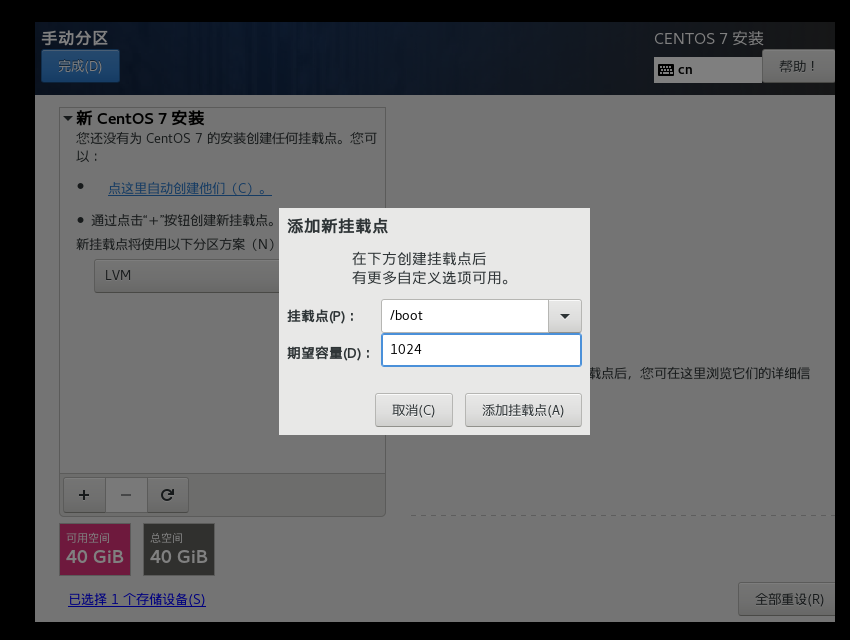 手动分区
完成(D)
CENTOS 7 安装
cn
帮助！
新 CentOS 7 安装
您还没有为 CentOS 7 的安装创建任何挂载点。您可
以：
• 点这里自动创建他们（C）。
• 通过点击“+”按钮创建新挂载点。
新挂载点将使用以下分区方案（N）
LVM
添加新挂载点
在下方创建挂载点后
有更多自定义选项可用。
挂载点(P)： /boot
期望容量(D)： 1024
取消(C) 添加挂载点(A)
载点后，您可在这里浏览它们的详细信
+ −
可用空间
40 GiB
总空间
40 GiB
已选择 1 个存储设备(S)
全部重设(R)